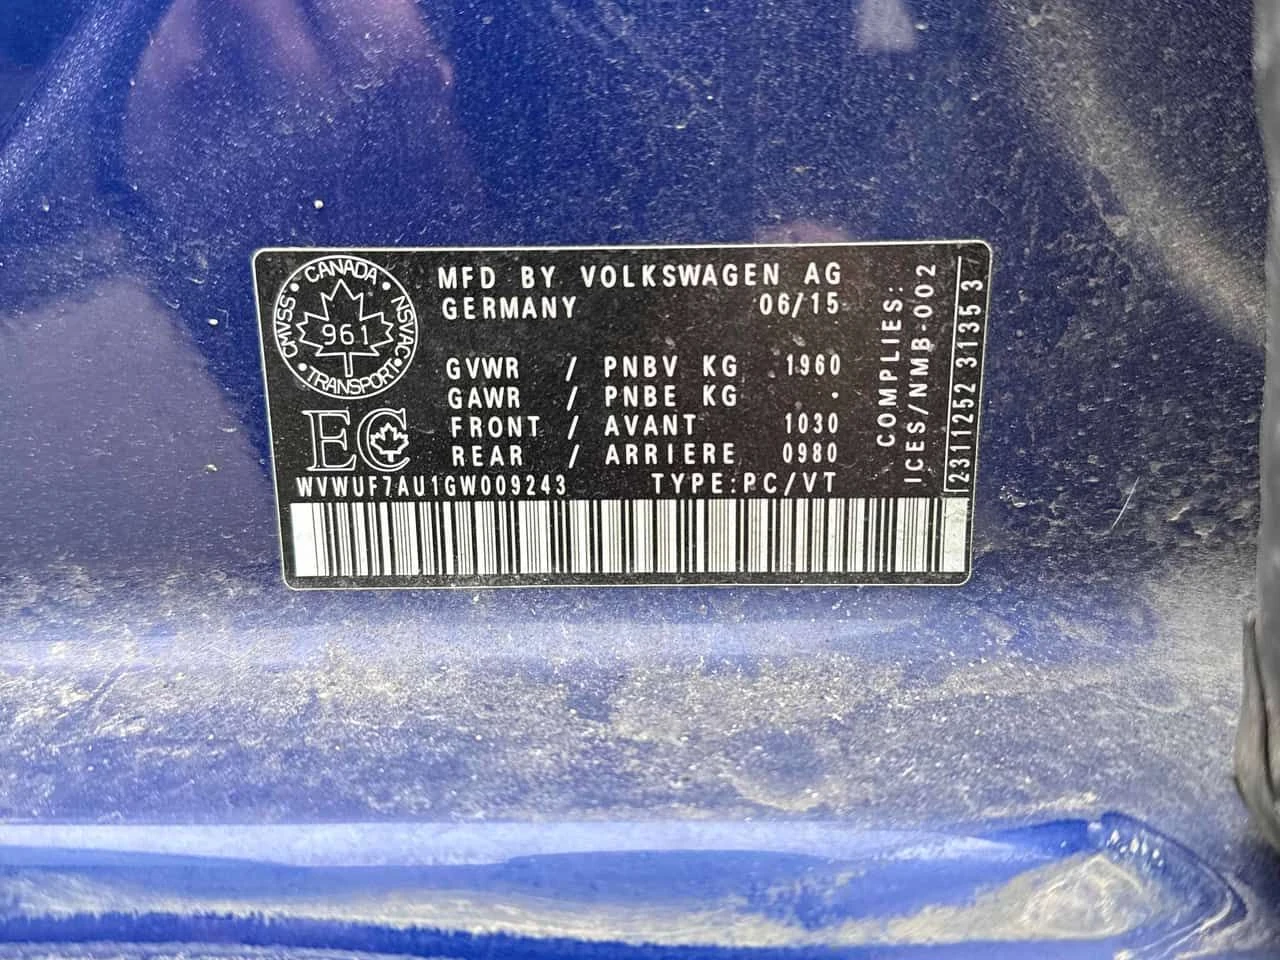 CANADA
CMVSS 961 NSVAC
TRANSPORT
EC
MFD BY VOLKSWAGEN AG
GERMANY 06/15
GVWR / PNBV KG 1960
GAWR / PNBE KG
FRONT / AVANT 1030
REAR / ARRIERE 0980
WVWUF7AU1GW009243 TYPE:PC/VT
COMPLIES:
ICES/NMB-002
2311252 3135 3